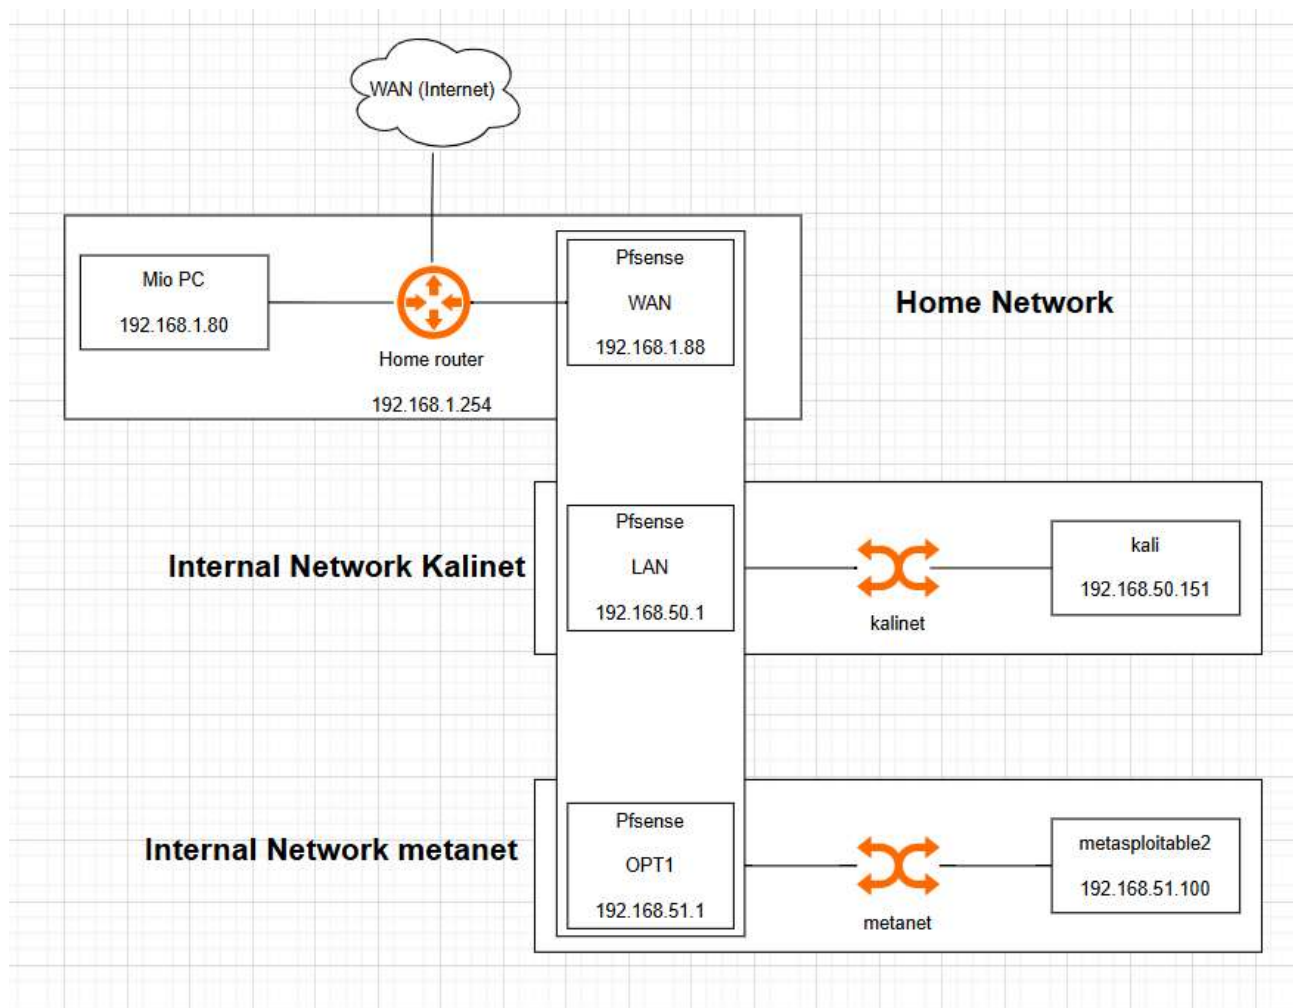 WAN (Internet)
Mio PC
192.168.1.80
Home router
192.168.1.254
Pfsense
WAN
192.168.1.88
Home Network
Internal Network Kalinet
Pfsense
LAN
192.168.50.1
kalinet
kali
192.168.50.151
Internal Network metanet
Pfsense
OPT1
192.168.51.1
metanet
metasploitable2
192.168.51.100